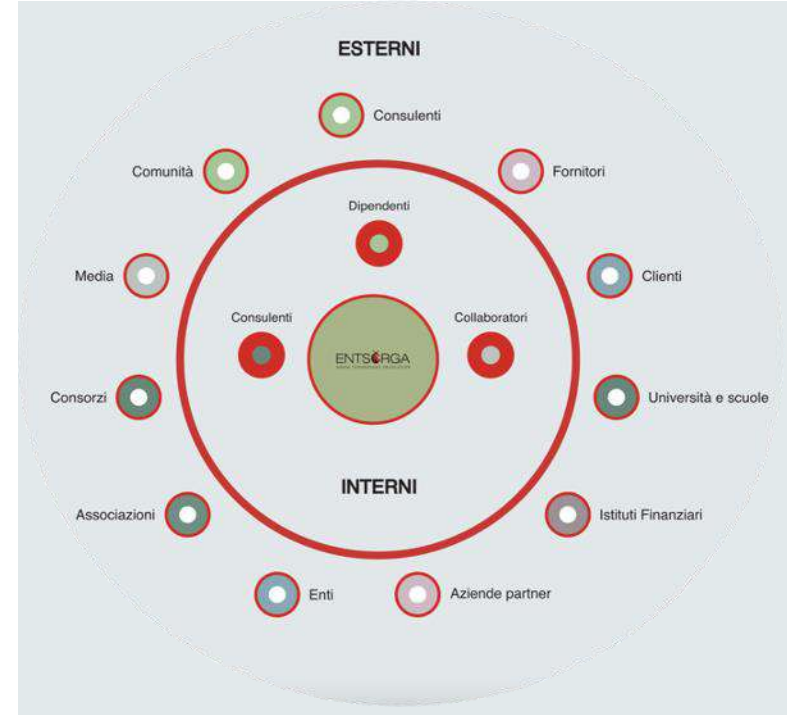 ESTERNI
Consulenti
Comunità
Fornitori
Dipendenti
Media
Clienti
Consulenti
Collaboratori
ENTSORGA
Consorzi
Università e scuole
INTERNI
Associazioni
Istituti Finanziari
Enti
Aziende partner